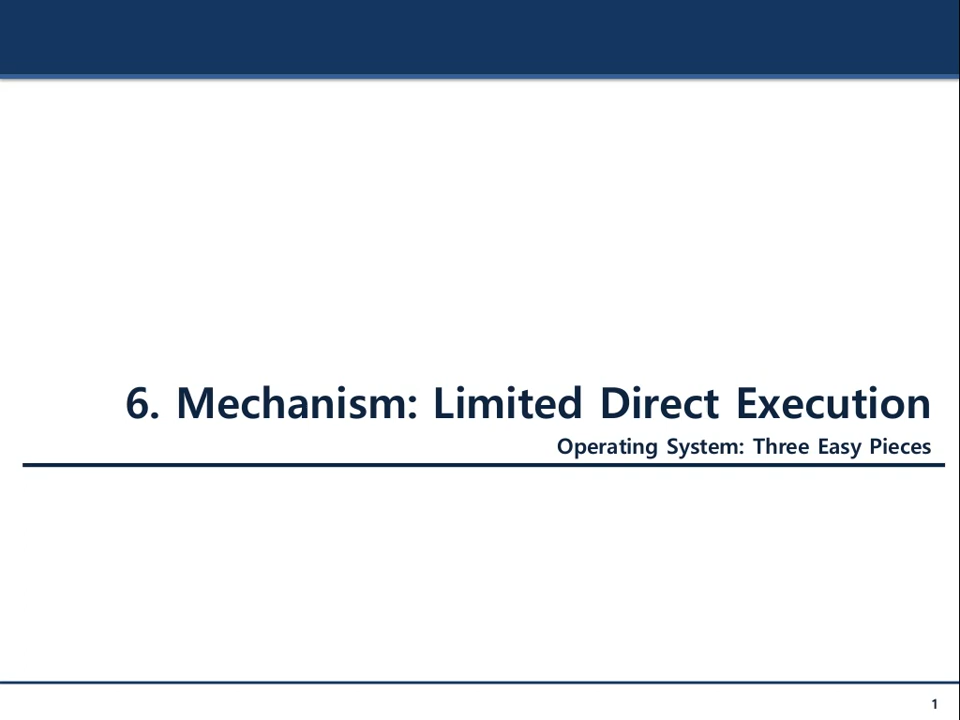 6. Mechanism: Limited Direct Execution
Operating System: Three Easy Pieces
1